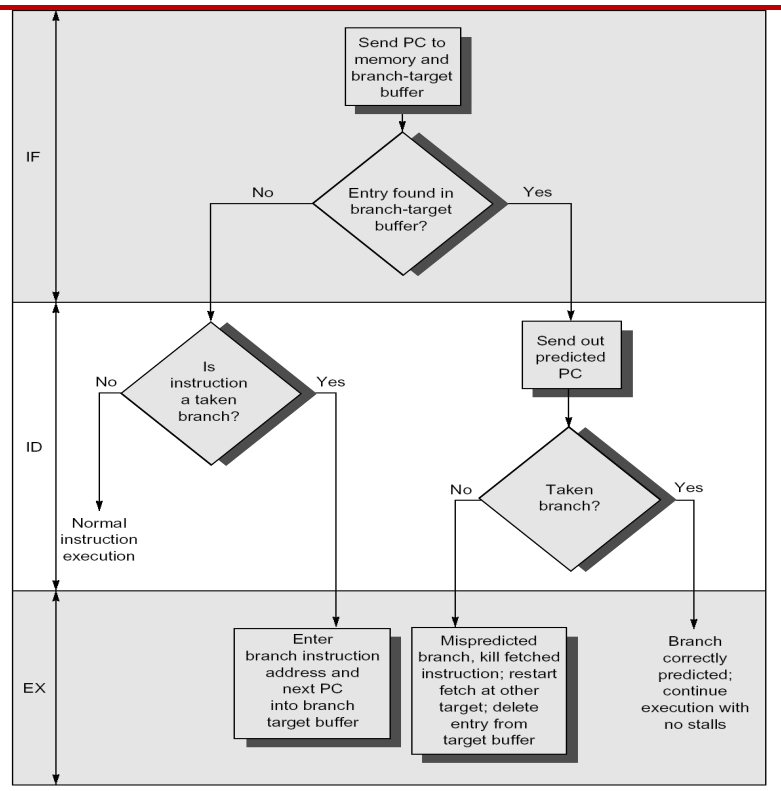 Send PC to
memory and
branch-target
buffer
IF
No
Entry found in
branch-target
buffer?
Yes
Is
instruction
a taken
branch?
No
Yes
Send out
predicted
PC
ID
No
Taken
branch?
Yes
Normal
instruction
execution
EX
Enter
branch instruction
address and
next PC
into branch
target buffer
Mispredicted
branch, kill fetched
instruction; restart
fetch at other
target; delete
entry from
target buffer
Branch
correctly
predicted;
continue
execution with
no stalls